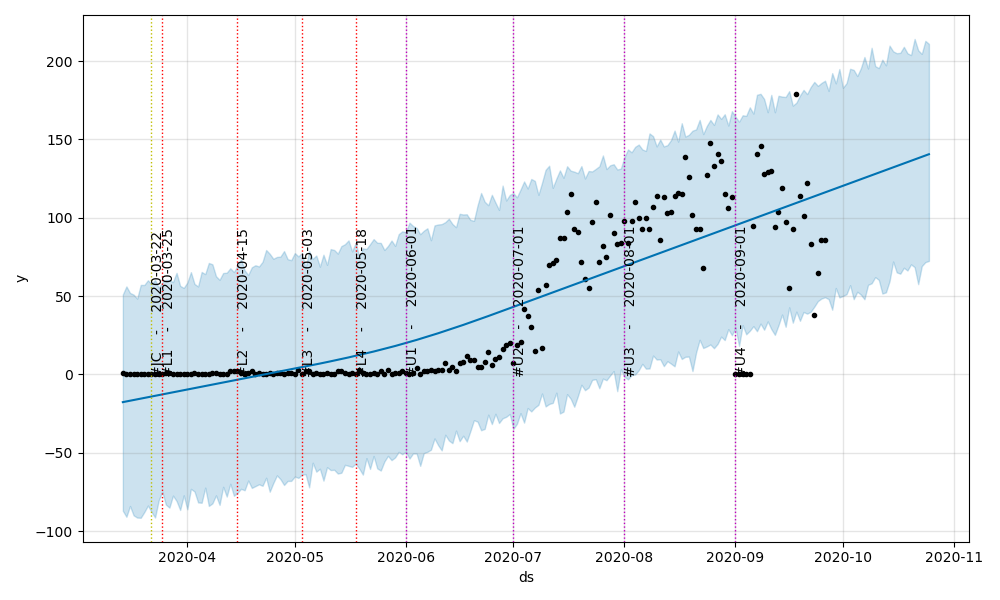 y
200
150
100
50
0
−50
−100
#JC - 2020-03-22
#L1 - 2020-03-25
#L2 - 2020-04-15
#L3 - 2020-05-03
#L4 - 2020-05-18
#U1 - 2020-06-01
#U2 - 2020-07-01
#U3 - 2020-08-01
#U4 - 2020-09-01
2020-04
2020-05
2020-06
2020-07
2020-08
2020-09
2020-10
2020-11
ds